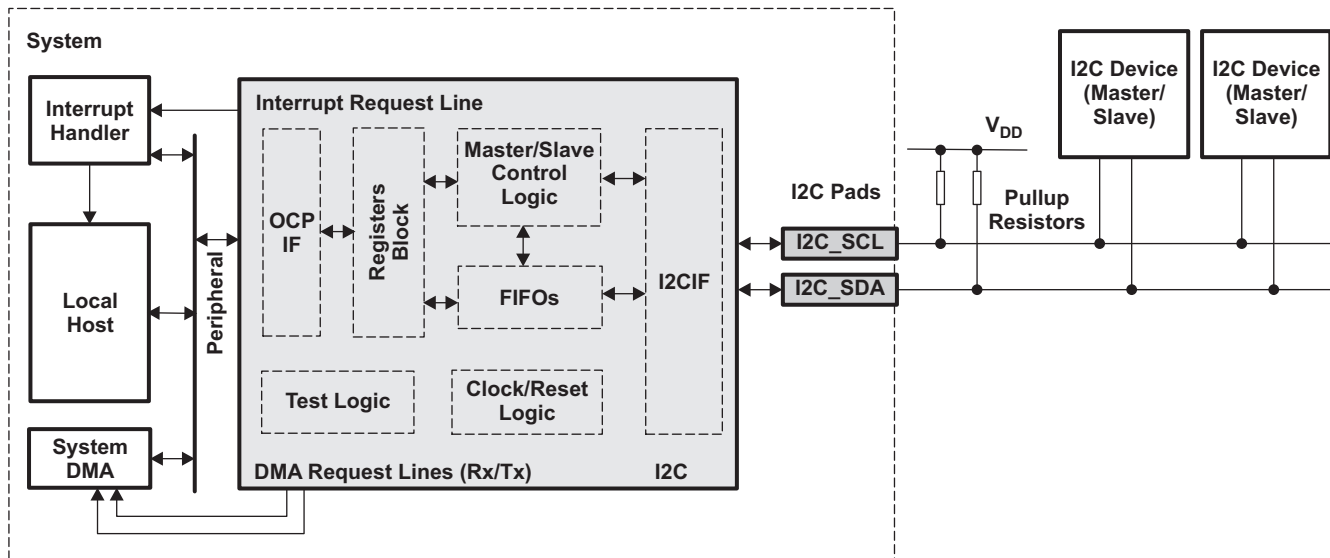 System
Interrupt
Handler
Local
Host
System
DMA
Peripheral
Interrupt Request Line
OCP
IF
Registers
Block
Master/Slave
Control
Logic
FIFOs
I2CIF
Test Logic
Clock/Reset
Logic
DMA Request Lines (Rx/Tx)
I2C
I2C Pads
I2C_SCL
I2C_SDA
VDD
Pullup
Resistors
I2C Device
(Master/
Slave)
I2C Device
(Master/
Slave)